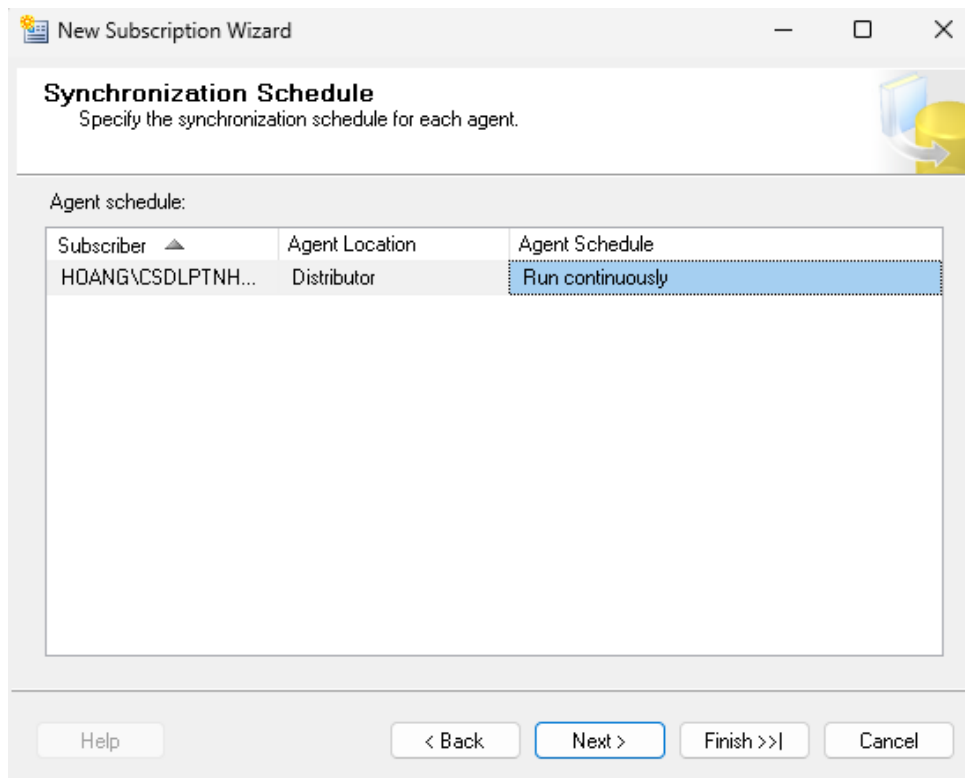 New Subscription Wizard
Synchronization Schedule
Specify the synchronization schedule for each agent.
Agent schedule:
Subscriber Agent Location Agent Schedule
HOANG\CSDLPTNH... Distributor Run continuously
Help < Back Next > Finish >>| Cancel